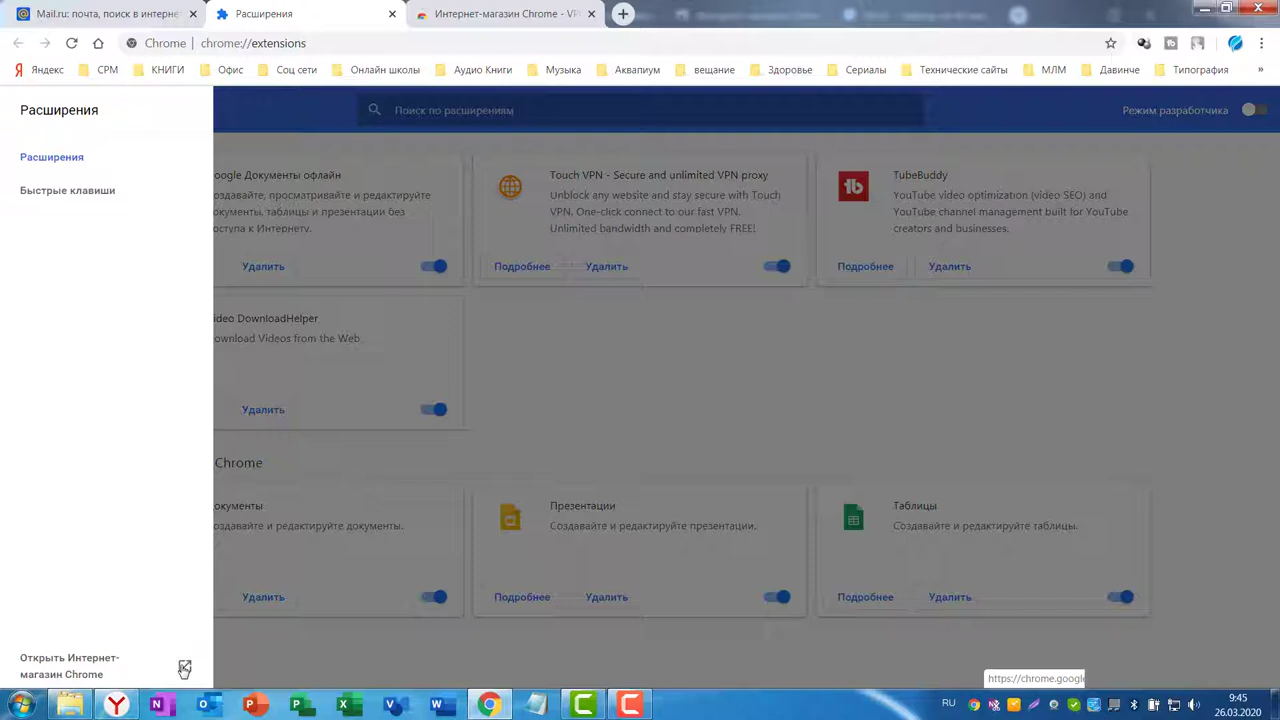 Mail.ru: почта, поиск в интерне
Расширения
Интернет-магазин Chrome - VP
Chrome | chrome://extensions
Яндекс
СРМ
КНИГИ
Офис
Соц сети
Онлайн школы
Аудио Книги
Музыка
Аквапиум
вещание
Здоровье
Сериалы
Технические сайты
МЛМ
Давинче
Типография
»
Расширения
Поиск по расширениям
Режим разработчика
Расширения
Быстрые клавиши
oogle Документы офлайн
оздавайте, просматривайте и редактируйте
окументы, таблицы и презентации без
оступа к Интернету.
Удалить
Touch VPN - Secure and unlimited VPN proxy
Unblock any website and stay secure with Touch
VPN. One-click connect to our fast VPN.
Unlimited bandwidth and completely FREE!
Подробнее
Удалить
TubeBuddy
YouTube video optimization (video SEO) and
YouTube channel management built for YouTube
creators and businesses.
Подробнее
Удалить
ideo DownloadHelper
ownload Videos from the Web.
Удалить
Chrome
окументы
оздавайте и редактируйте документы.
Удалить
Презентации
Создавайте и редактируйте презентации.
Подробнее
Удалить
Таблицы
Создавайте и редактируйте таблицы.
Подробнее
Удалить
Открыть Интернет-
магазин Chrome
https://chrome.google
RU
9:45
26.03.2020